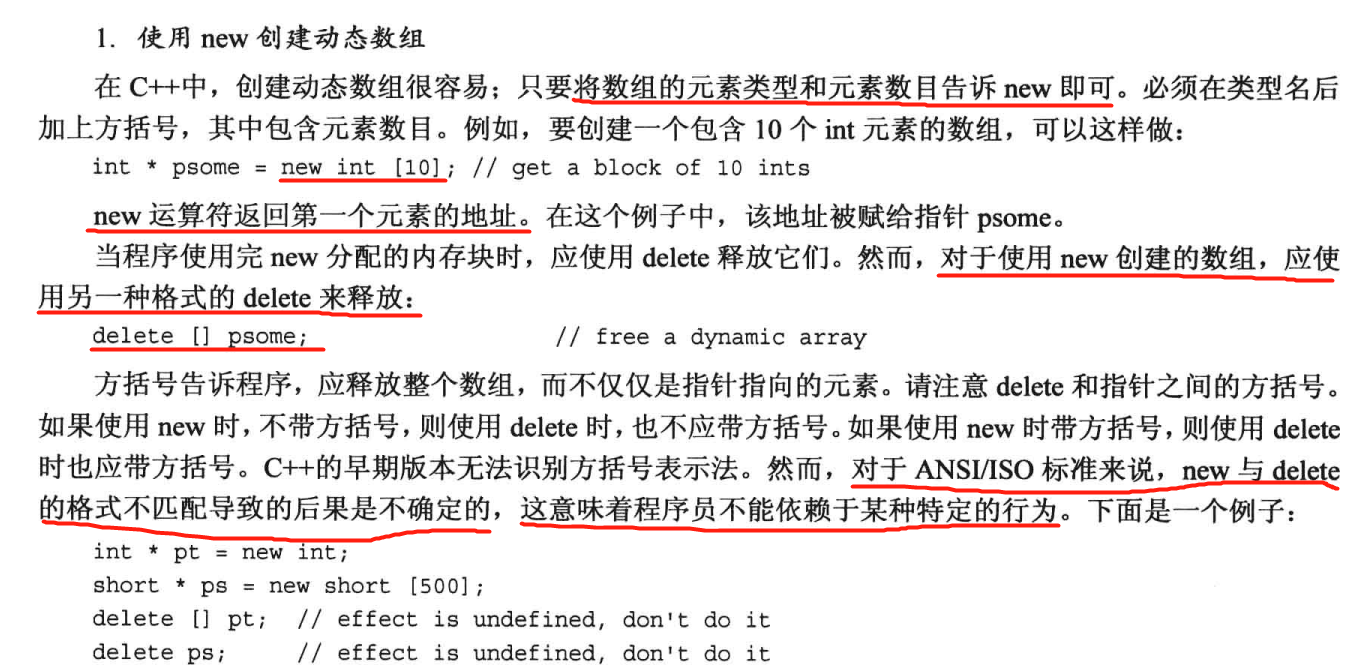 1. 使用 new 创建动态数组
在 C++中，创建动态数组很容易；只要将数组的元素类型和元素数目告诉 new 即可。必须在类型名后
加上方括号，其中包含元素数目。例如，要创建一个包含 10 个 int 元素的数组，可以这样做：
int * psome = new int [10]; // get a block of 10 ints
new 运算符返回第一个元素的地址。在这个例子中，该地址被赋给指针 psome。
当程序使用完 new 分配的内存块时，应使用 delete 释放它们。然而，对于使用 new 创建的数组，应使
用另一种格式的 delete 来释放：
delete [] psome; // free a dynamic array
方括号告诉程序，应释放整个数组，而不仅仅是指针指向的元素。请注意 delete 和指针之间的方括号。
如果使用 new 时，不带方括号，则使用 delete 时，也不应带方括号。如果使用 new 时带方括号，则使用 delete
时也应带方括号。C++的早期版本无法识别方括号表示法。然而，对于 ANSI/ISO 标准来说，new 与 delete
的格式不匹配导致的后果是不确定的，这意味着程序员不能依赖于某种特定的行为。下面是一个例子：
int * pt = new int;
short * ps = new short [500];
delete [] pt; // effect is undefined, don't do it
delete ps; // effect is undefined, don't do it